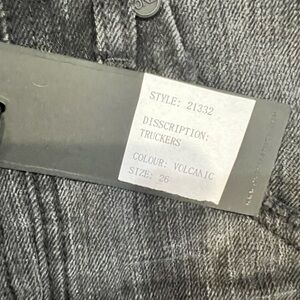 STYLE: 21332
DISSCRIPTION:
TRUCKERS
COLOUR: VOLCANIC
SIZE: 26